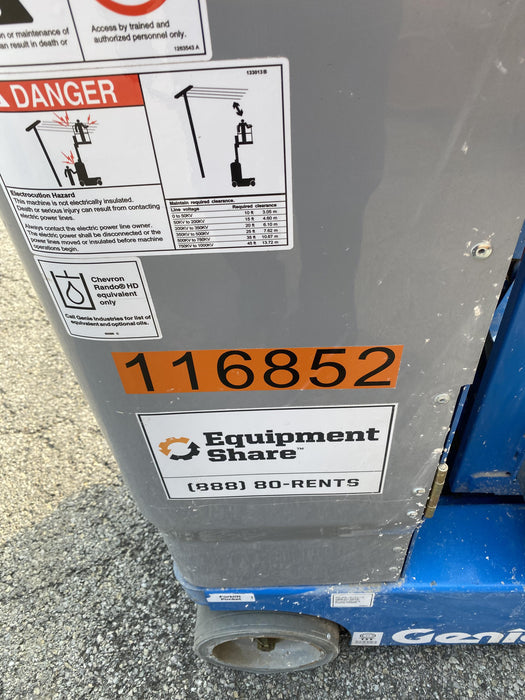 on or maintenance of
an result in death or
Access by trained and
authorized personnel only.
1263543 A
DANGER
133013 B
Electrocution Hazard
This machine is not electrically insulated.
Death or serious injury can result from contacting
electric power lines.
Always contact the electric power line owner.
The electric power shall be disconnected or the
power lines moved or insulated before machine
operations begin.
Maintain required clearance.
Line voltage Required clearance
0 to 50KV 10 ft 3.05 m
50KV to 200KV 15 ft 4.60 m
200KV to 350KV 20 ft 6.10 m
350KV to 500KV 25 ft 7.62 m
500KV to 750KV 35 ft 10.67 m
750KV to 1000KV 45 ft 13.72 m
Chevron
Rando® HD
equivalent
only
Call Genie Industries for list of
equivalent and optional oils.
116852
Equipment
Share™
(888) 80-RENTS
Forklift
Pocket
Genie